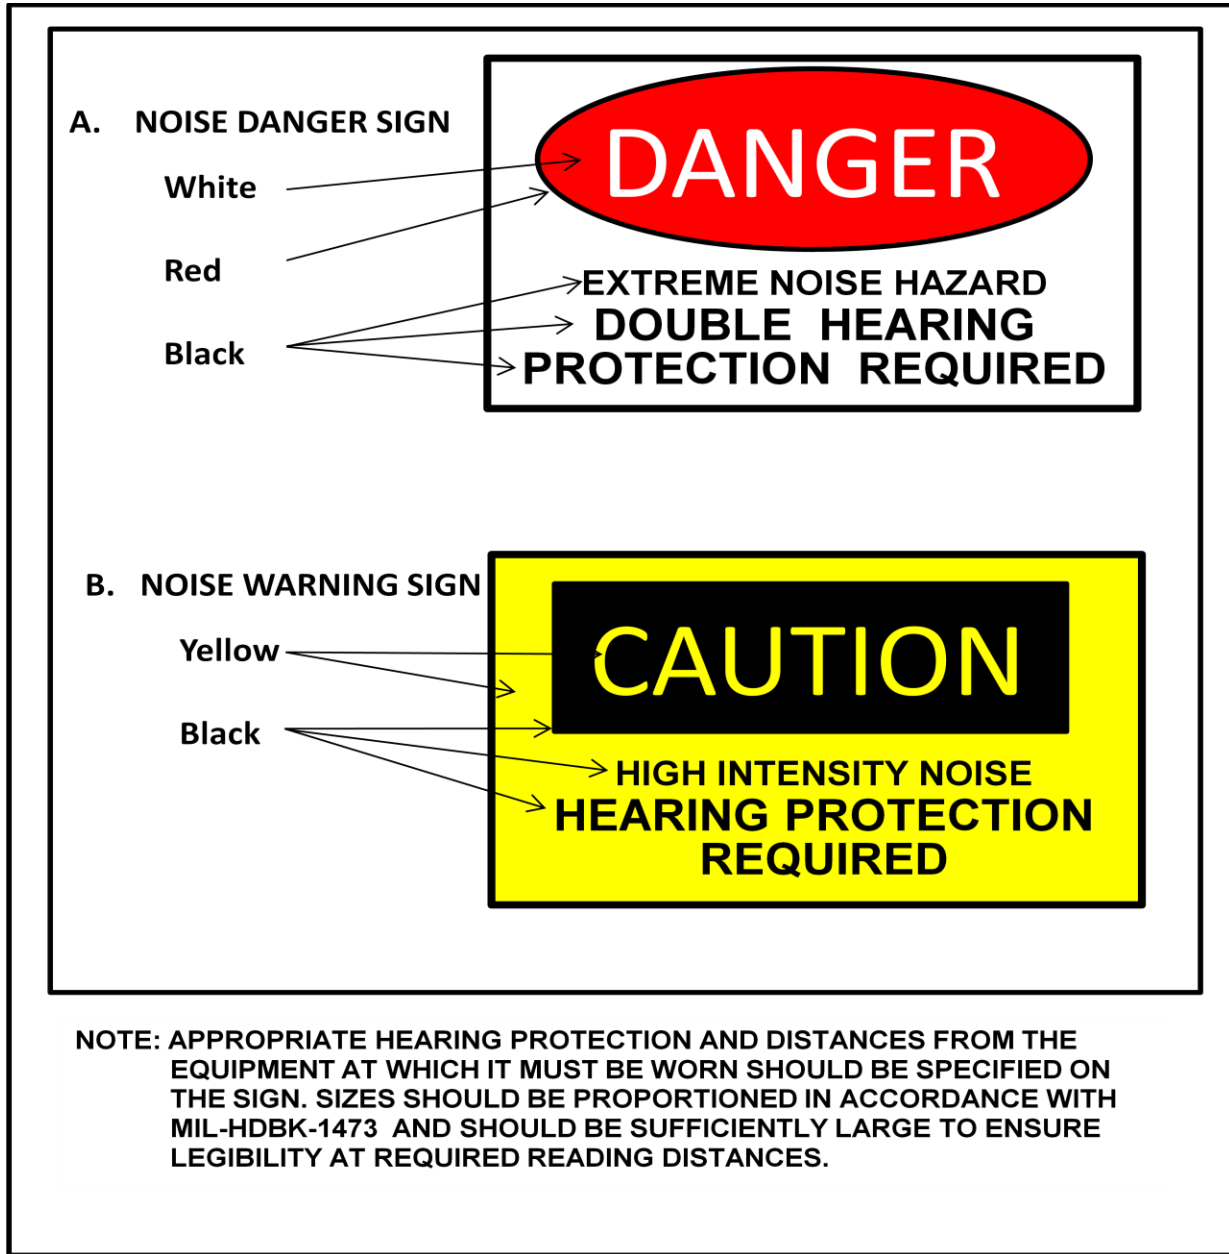 A. NOISE DANGER SIGN
White
Red
Black
DANGER
EXTREME NOISE HAZARD
DOUBLE HEARING
PROTECTION REQUIRED
B. NOISE WARNING SIGN
Yellow
Black
CAUTION
HIGH INTENSITY NOISE
HEARING PROTECTION
REQUIRED
NOTE: APPROPRIATE HEARING PROTECTION AND DISTANCES FROM THE
EQUIPMENT AT WHICH IT MUST BE WORN SHOULD BE SPECIFIED ON
THE SIGN. SIZES SHOULD BE PROPORTIONED IN ACCORDANCE WITH
MIL-HDBK-1473 AND SHOULD BE SUFFICIENTLY LARGE TO ENSURE
LEGIBILITY AT REQUIRED READING DISTANCES.